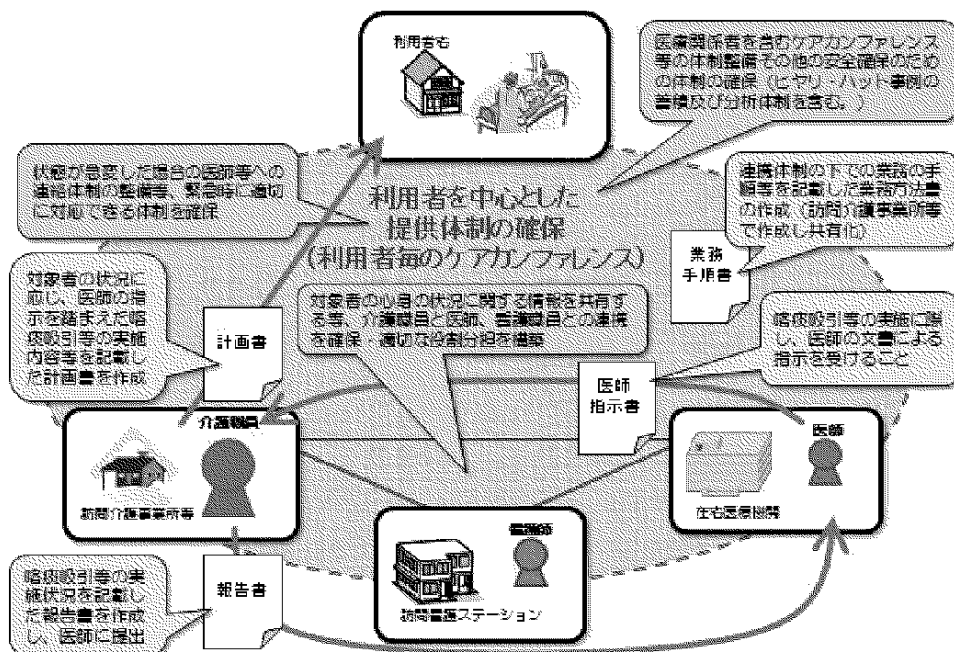 利用者宅
医療関係者を含むケアカンファレンス
等の体制整備その他の安全確保のため
の体制の確保（ヒヤリ・ハット事例の
蓄積及び分析体制を含む。）
状態が急変した場合の医師等への
連絡体制の整備等、緊急時に適切
に対応できる体制を確保
利用者を中心とした
提供体制の確保
（利用者毎のケアカンファレンス）
連携体制の下での業務の手
順等を記載した業務方法書
の作成（訪問介護事業所等
で作成し共有化）
業務
手順書
対象者の状況に
応じ、医師の指
示を踏まえた喀
痰吸引等の実施
内容等を記載し
た計画書を作成
計画書
対象者の心身の状況に関する情報を共有す
る等、介護職員と医師、看護職員との連携
を確保・適切な役割分担を構築
喀痰吸引等の実施に際
し、医師の文書による
指示を受けること
医師
指示書
介護職員
訪問介護事業所等
医師
在宅医療機関
看護師
訪問看護ステーション
喀痰吸引等の実
施状況を記載し
た報告書を作成
し、医師に提出
報告書